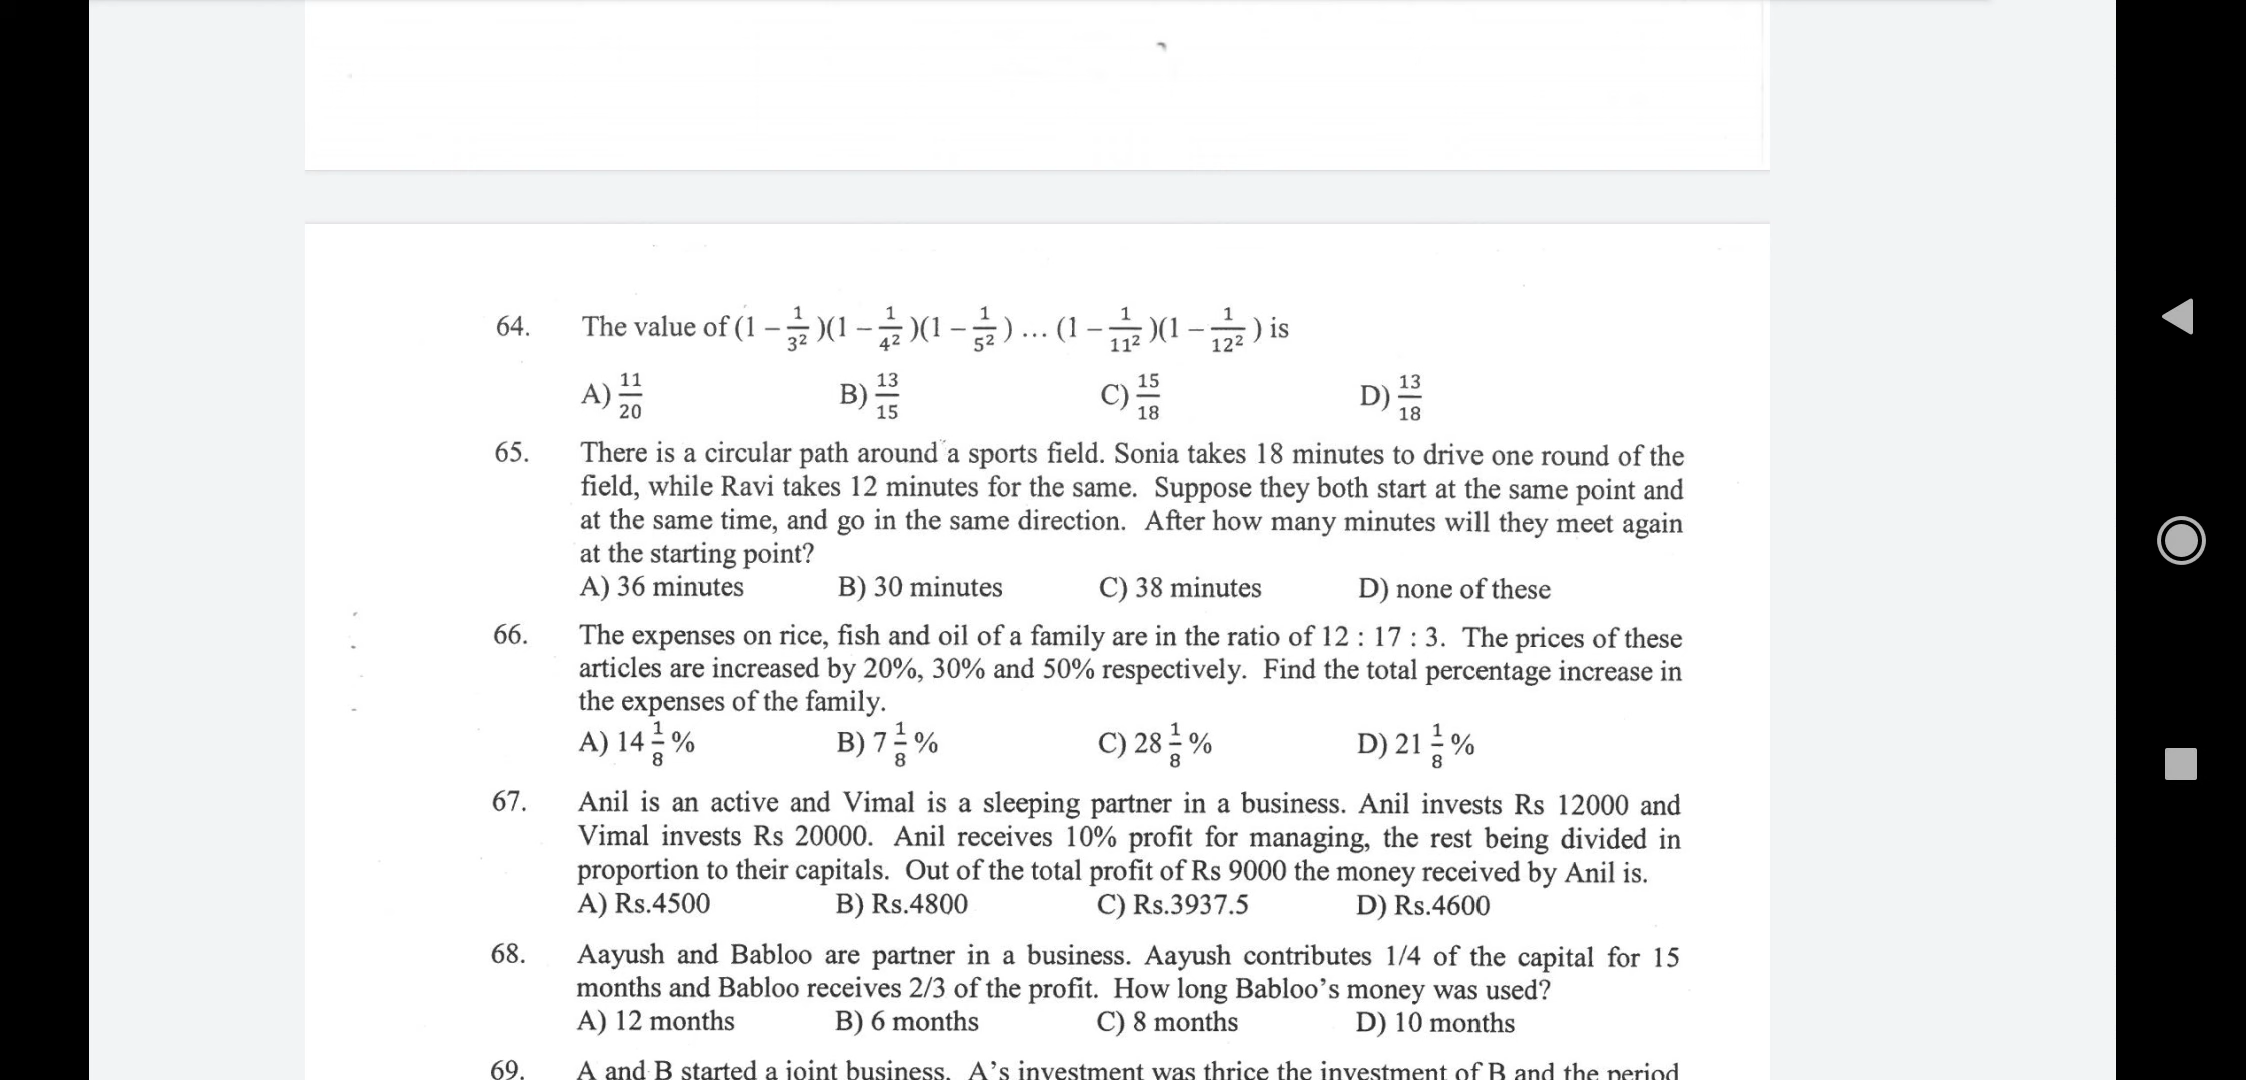 64. The value of (1 − 1/3²)(1 − 1/4²)(1 − 1/5²) ... (1 − 1/11²)(1 − 1/12²) is
A) 11/20 B) 13/15 C) 15/18 D) 13/18
65. There is a circular path around a sports field. Sonia takes 18 minutes to drive one round of the
field, while Ravi takes 12 minutes for the same. Suppose they both start at the same point and
at the same time, and go in the same direction. After how many minutes will they meet again
at the starting point?
A) 36 minutes B) 30 minutes C) 38 minutes D) none of these
66. The expenses on rice, fish and oil of a family are in the ratio of 12 : 17 : 3. The prices of these
articles are increased by 20%, 30% and 50% respectively. Find the total percentage increase in
the expenses of the family.
A) 14 1/8 % B) 7 1/8 % C) 28 1/8 % D) 21 1/8 %
67. Anil is an active and Vimal is a sleeping partner in a business. Anil invests Rs 12000 and
Vimal invests Rs 20000. Anil receives 10% profit for managing, the rest being divided in
proportion to their capitals. Out of the total profit of Rs 9000 the money received by Anil is.
A) Rs.4500 B) Rs.4800 C) Rs.3937.5 D) Rs.4600
68. Aayush and Babloo are partner in a business. Aayush contributes 1/4 of the capital for 15
months and Babloo receives 2/3 of the profit. How long Babloo’s money was used?
A) 12 months B) 6 months C) 8 months D) 10 months
69. A and B started a joint business. A’s investment was thrice the investment of B and the period